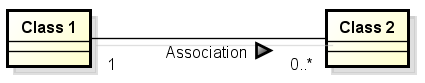 Class 1
Class 2
Association
1
0..*